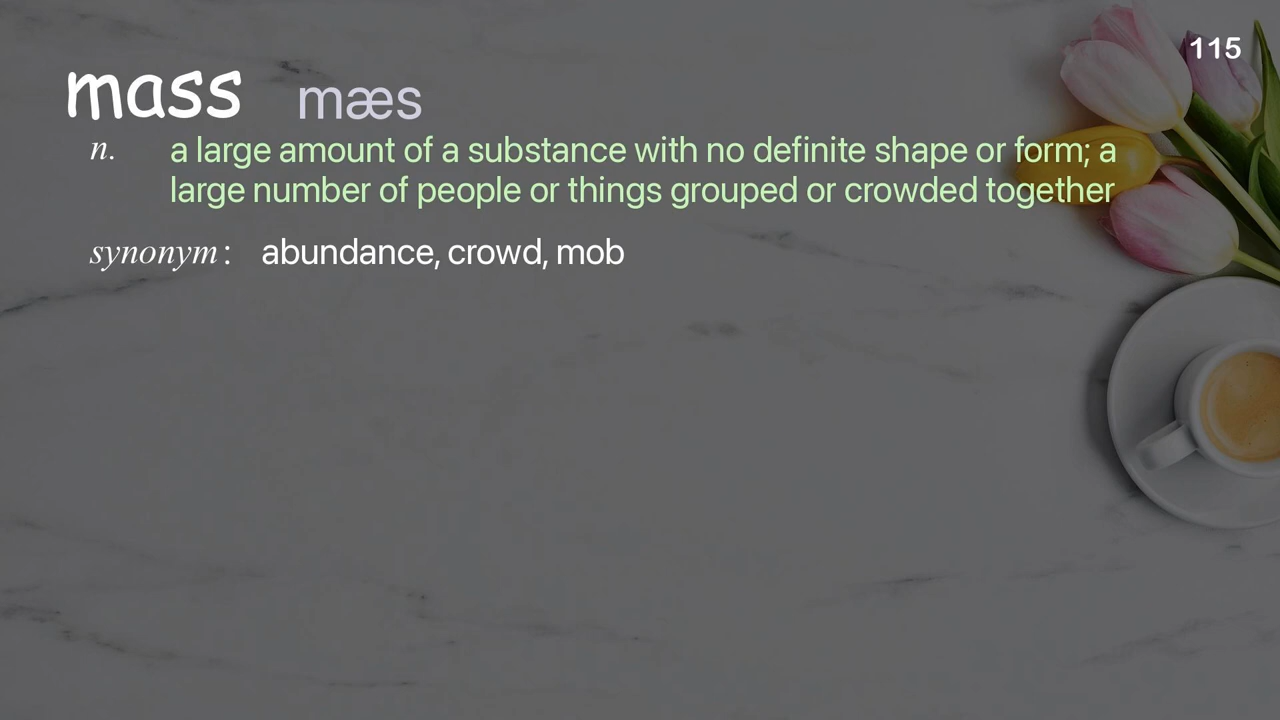 115
mass mæs
n. a large amount of a substance with no definite shape or form; a
large number of people or things grouped or crowded together
synonym: abundance, crowd, mob